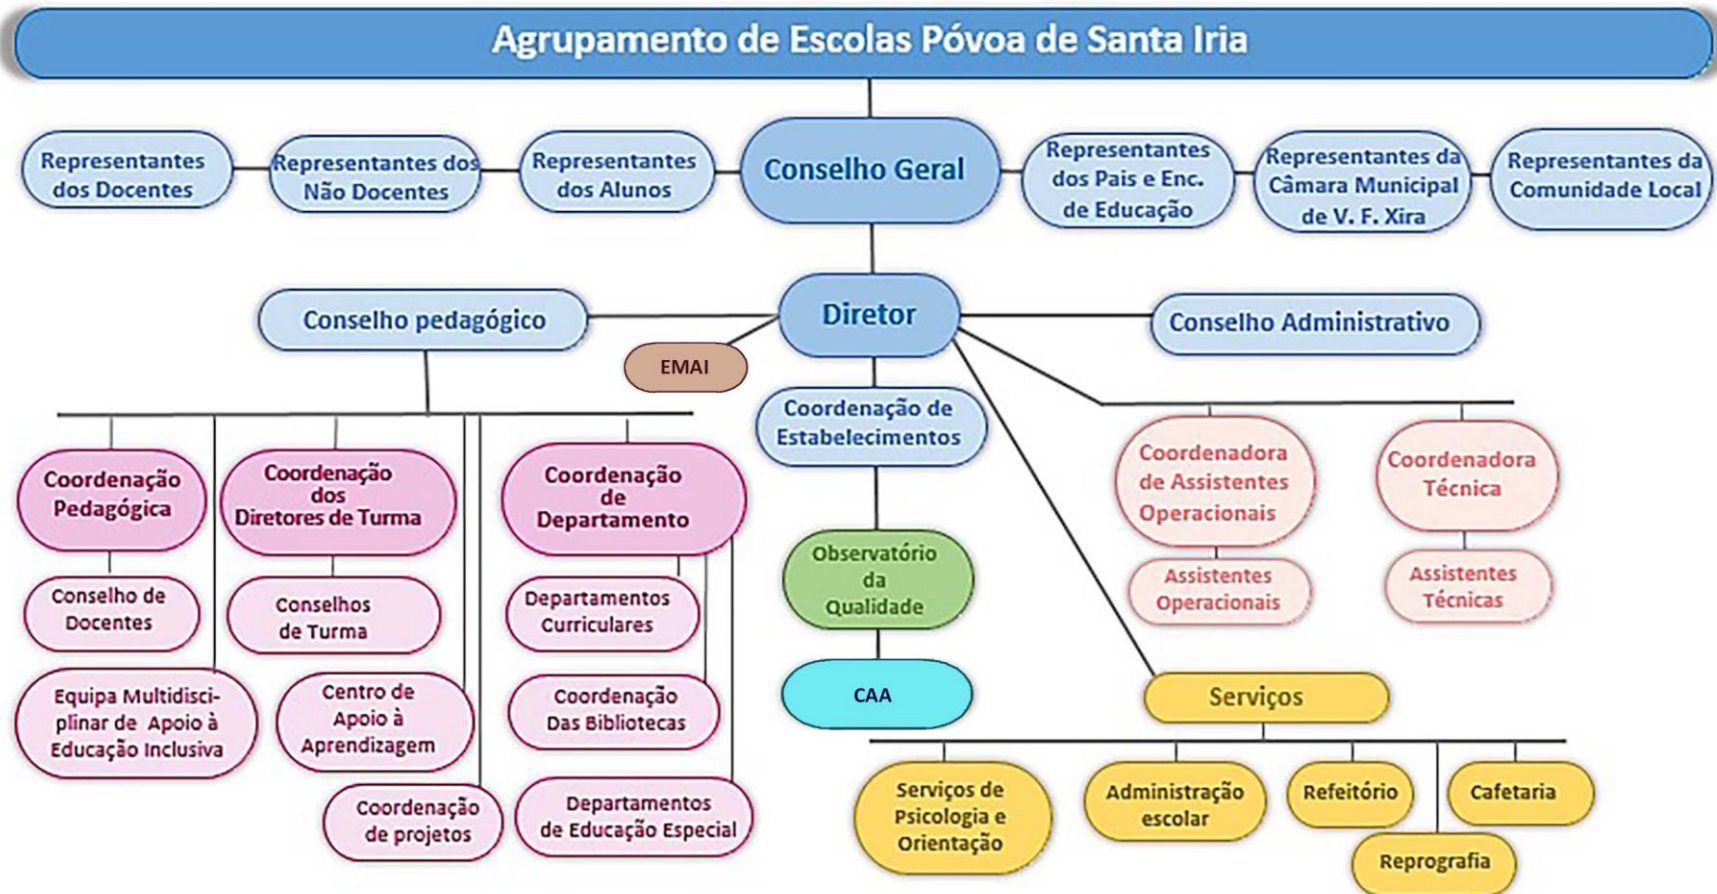 Agrupamento de Escolas Póvoa de Santa Iria
Representantes
dos Docentes
Representantes dos
Não Docentes
Representantes
dos Alunos
Conselho Geral
Representantes
dos Pais e Enc.
de Educação
Representantes da
Câmara Municipal
de V. F. Xira
Representantes da
Comunidade Local
Conselho pedagógico
Diretor
Conselho Administrativo
EMAI
Coordenação de
Estabelecimentos
Coordenação
Pedagógica
Coordenação
dos
Diretores de Turma
Coordenação
de
Departamento
Coordenadora
de Assistentes
Operacionais
Coordenadora
Técnica
Conselho de
Docentes
Conselhos
de Turma
Departamentos
Curriculares
Observatório
da
Qualidade
Assistentes
Operacionais
Assistentes
Técnicas
Equipa Multidisci-
plinar de Apoio à
Educação Inclusiva
Centro de
Apoio à
Aprendizagem
Coordenação
Das Bibliotecas
CAA
Serviços
Coordenação
de projetos
Departamentos
de Educação Especial
Serviços de
Psicologia e
Orientação
Administração
escolar
Refeitório
Cafetaria
Reprografia